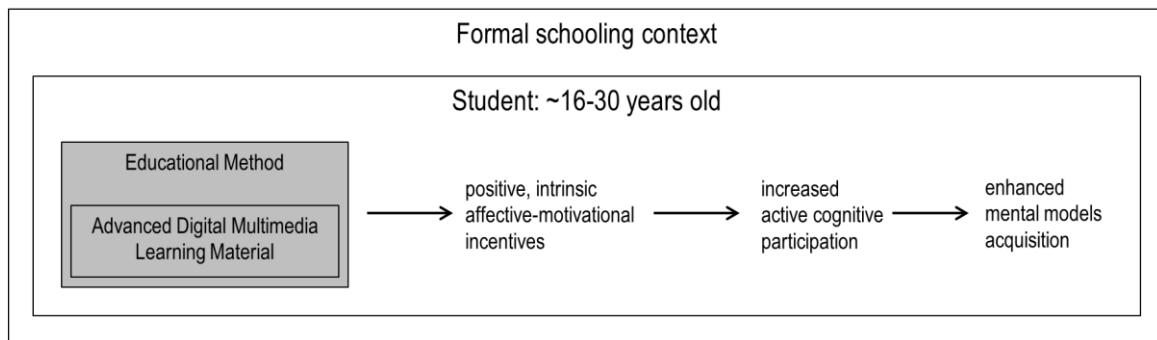 Formal schooling context
Student: ~16-30 years old
Educational Method
Advanced Digital Multimedia
Learning Material
positive, intrinsic
affective-motivational
incentives
increased
active cognitive
participation
enhanced
mental models
acquisition